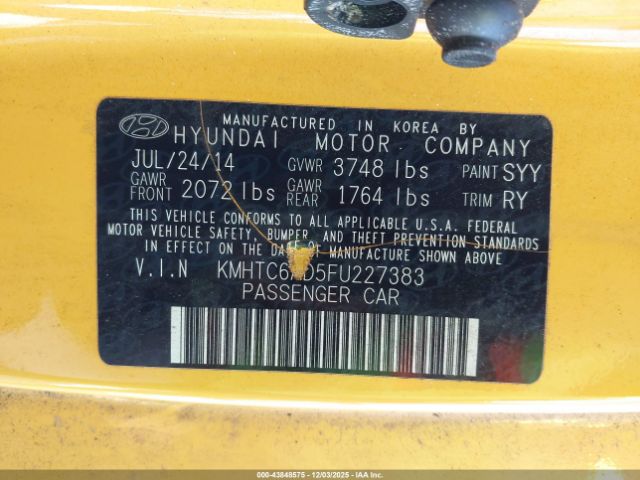 MANUFACTURED IN KOREA BY
HYUNDAI MOTOR COMPANY
JUL/24/14 GVWR 3748 lbs PAINT SYY
GAWR FRONT 2072 lbs GAWR REAR 1764 lbs TRIM RY
THIS VEHICLE CONFORMS TO ALL APPLICABLE U.S.A. FEDERAL
MOTOR VEHICLE SAFETY, BUMPER, AND THEFT PREVENTION STANDARDS
IN EFFECT ON THE DATE OF MANUFACTURE SHOWN ABOVE
V.I.N KMHTC6AD5FU227383
PASSENGER CAR
000-43848575 - 12/03/2025 - IAA INC.